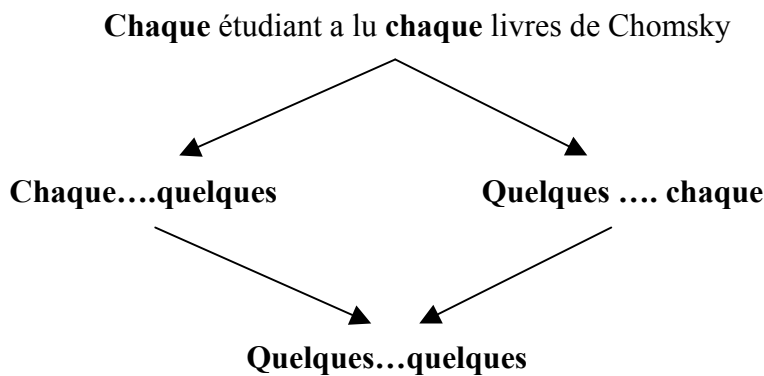 Chaque étudiant a lu chaque livres de Chomsky
Chaque….quelques
Quelques …. chaque
Quelques…quelques